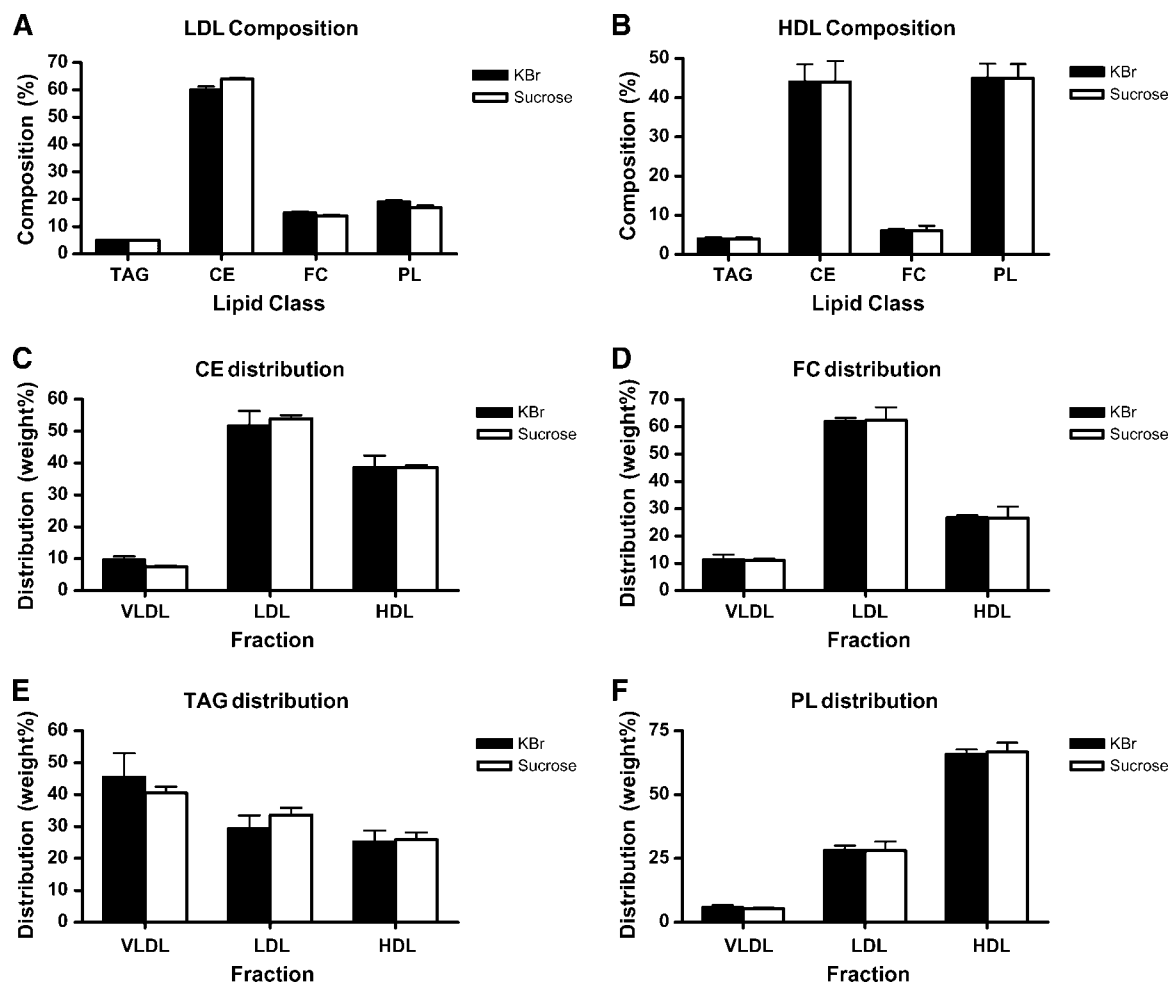 A
LDL Composition
Composition (%)
70
60
50
40
30
20
10
0
TAG CE FC PL
Lipid Class
KBr
Sucrose
B
HDL Composition
Composition (%)
50
40
30
20
10
0
TAG CE FC PL
Lipid Class
KBr
Sucrose
C
CE distribution
Distribution (weight%)
60
50
40
30
20
10
0
VLDL LDL HDL
Fraction
KBr
Sucrose
D
FC distribution
Distribution (weight%)
70
60
50
40
30
20
10
0
VLDL LDL HDL
Fraction
KBr
Sucrose
E
TAG distribution
Distribution (weight%)
60
50
40
30
20
10
0
VLDL LDL HDL
Fraction
KBr
Sucrose
F
PL distribution
Distribution (weight%)
75
50
25
0
VLDL LDL HDL
Fraction
KBr
Sucrose